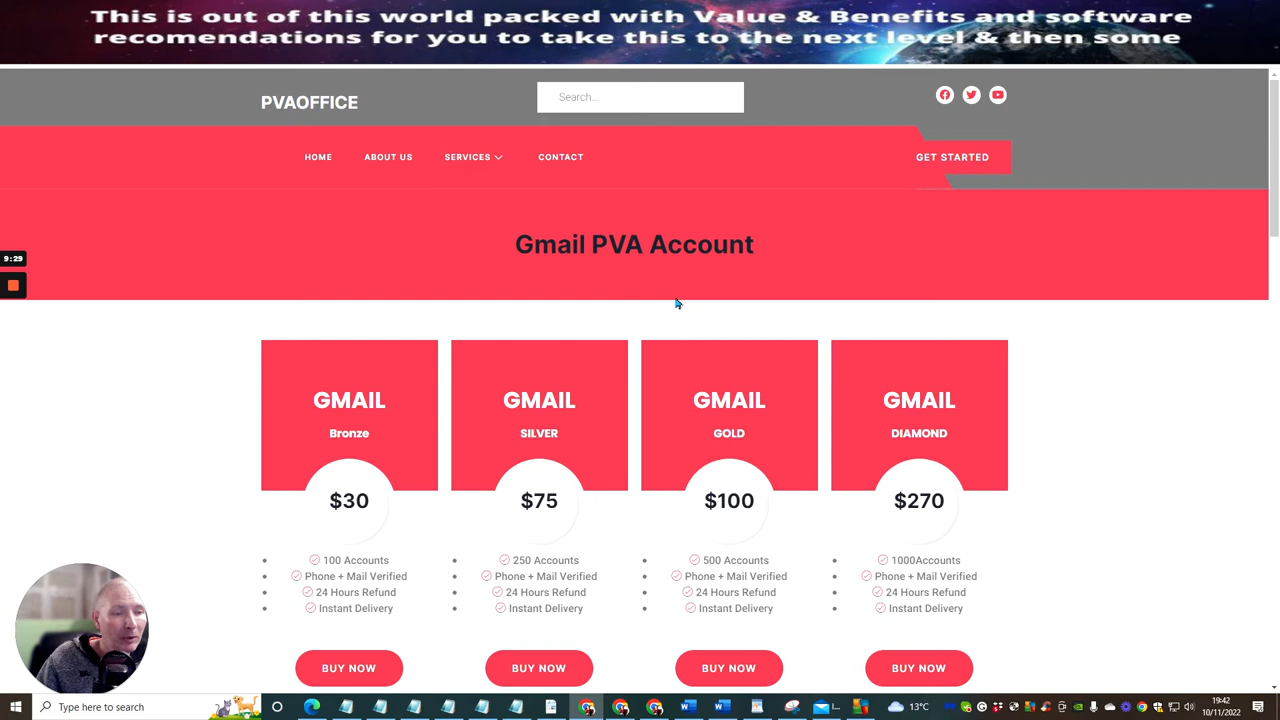 This is out of this world packed with Value & Benefits and software
recomendations for you to take this to the next level & then some
PVAOFFICE
Search...
HOME
ABOUT US
SERVICES
CONTACT
GET STARTED
Gmail PVA Account
9:29
GMAIL
Bronze
$30
100 Accounts
Phone + Mail Verified
24 Hours Refund
Instant Delivery
BUY NOW
GMAIL
SILVER
$75
250 Accounts
Phone + Mail Verified
24 Hours Refund
Instant Delivery
BUY NOW
GMAIL
GOLD
$100
500 Accounts
Phone + Mail Verified
24 Hours Refund
Instant Delivery
BUY NOW
GMAIL
DIAMOND
$270
1000Accounts
Phone + Mail Verified
24 Hours Refund
Instant Delivery
BUY NOW
Type here to search
13°C
19:42
10/11/2022